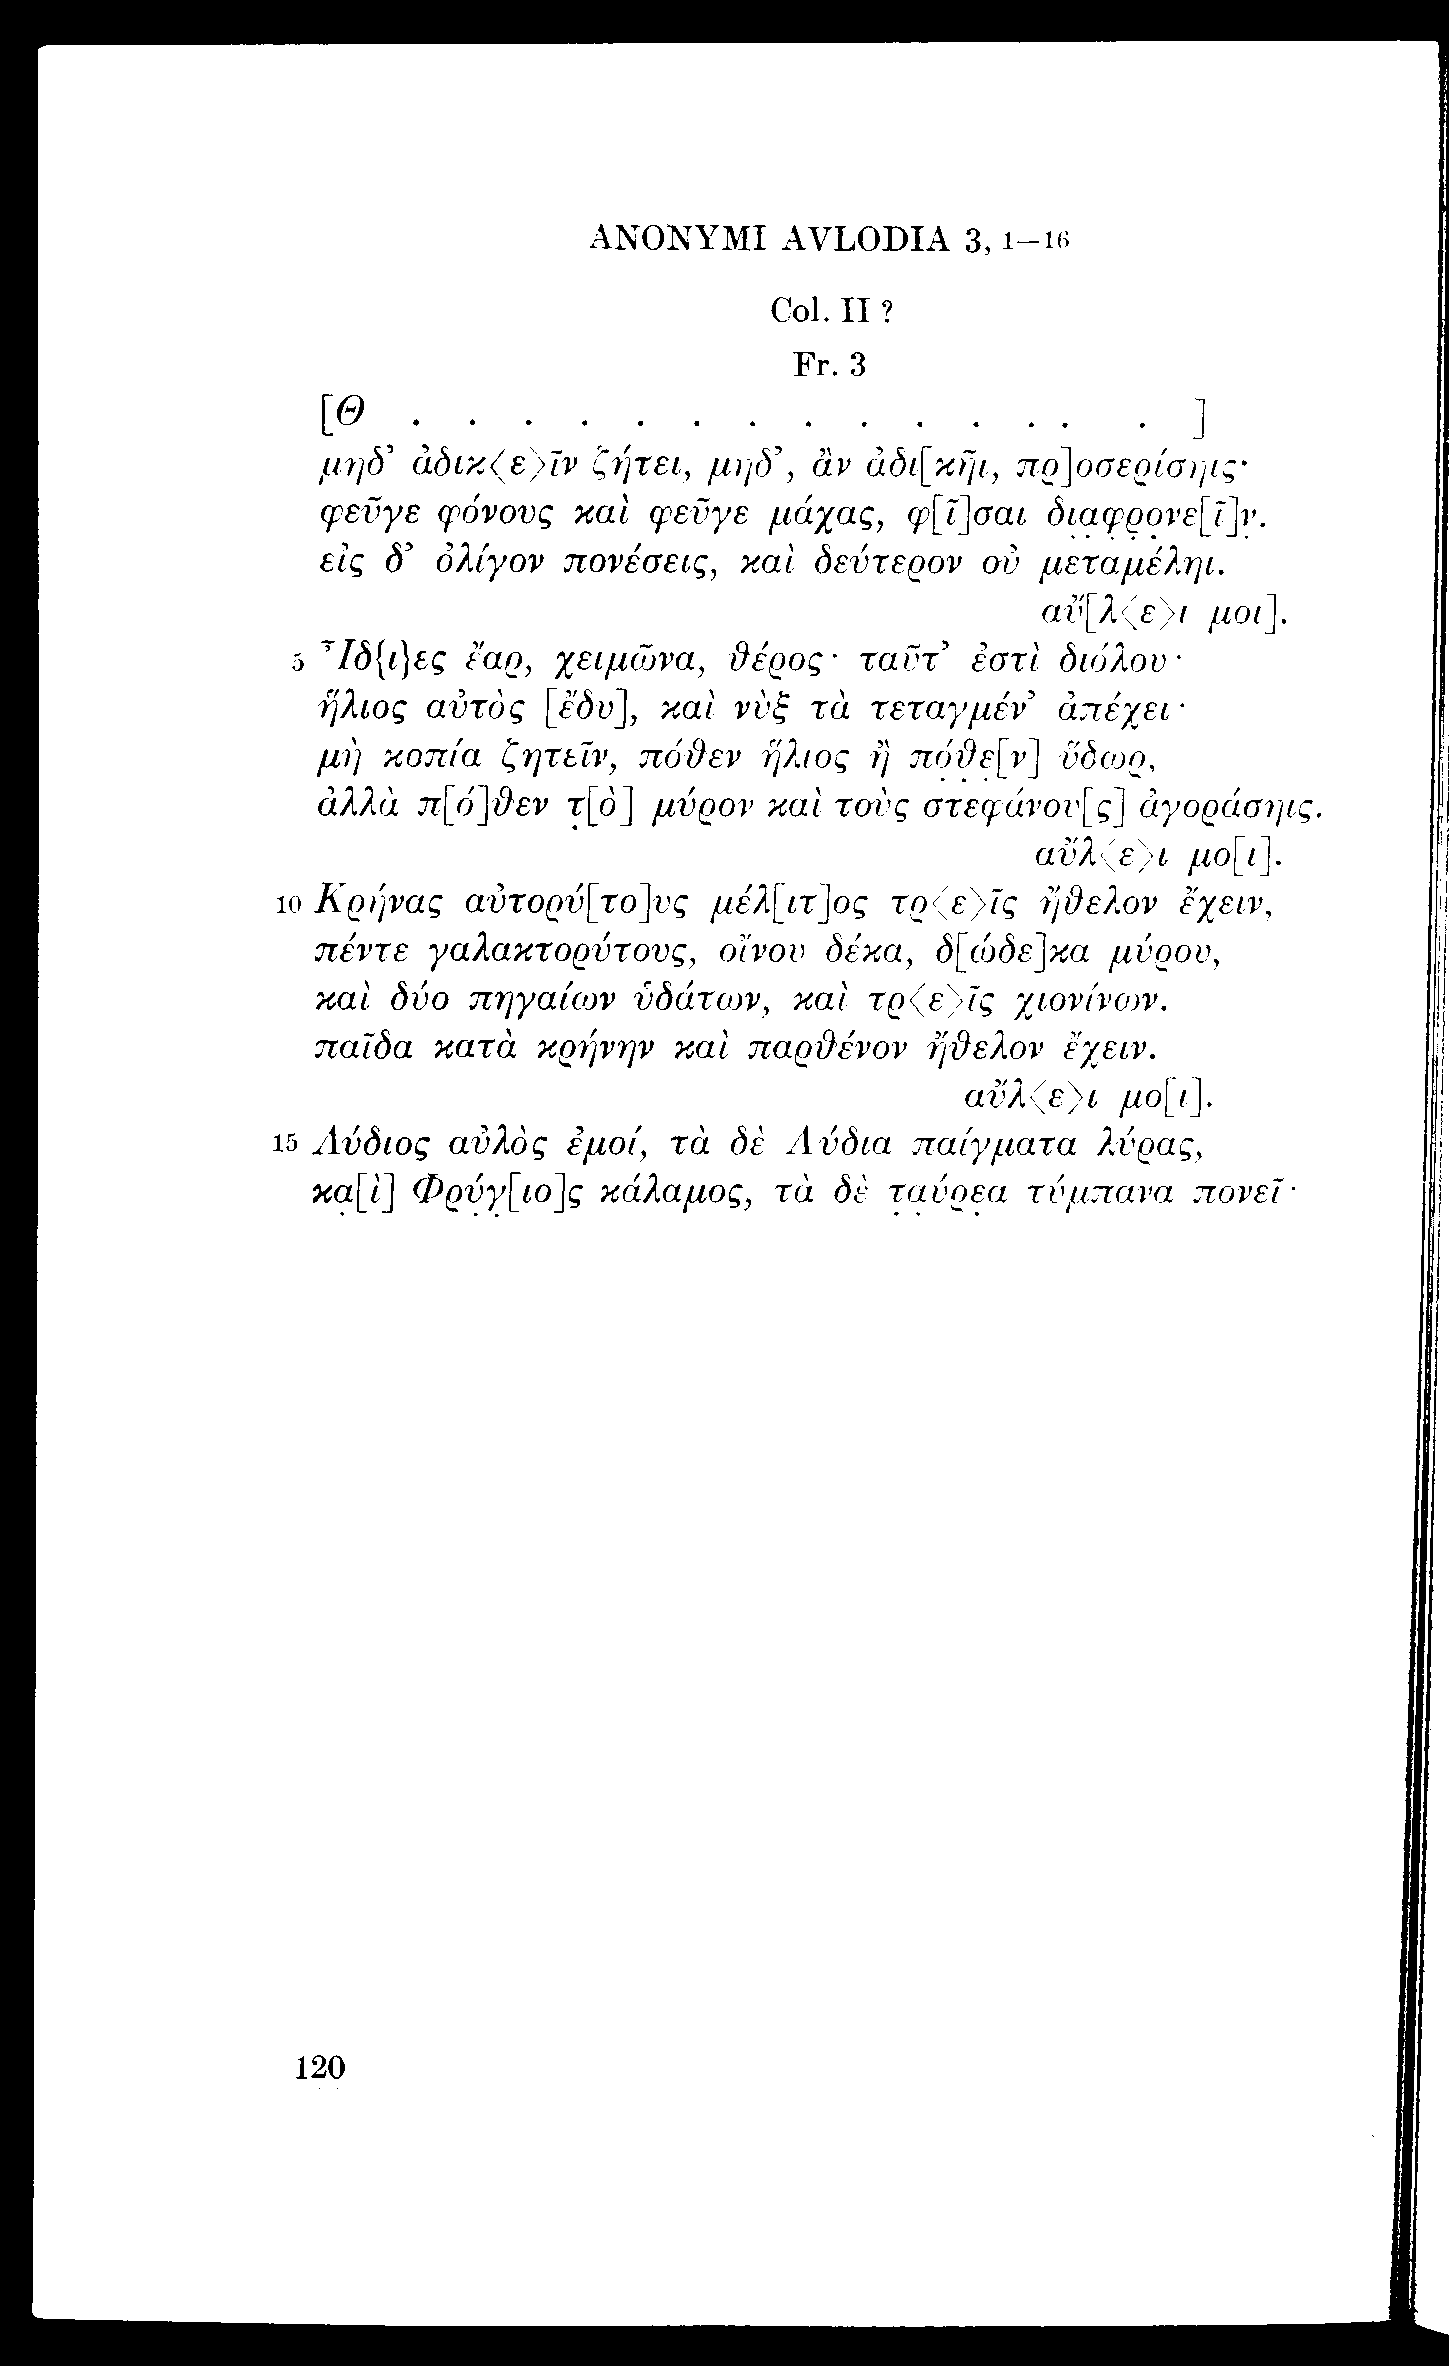 ANONYMI AVLODIA 3, 1–16
Col. II ?
Fr. 3
[Θ . . . . . . . . . . . . . . ]
μηδ’ ἀδικ⟨ε⟩ῖν ζήτει, μηδ’, ἂν ἀδι[κῆι, πρ]οσερίσηις·
φεῦγε φόνους καὶ φεῦγε μάχας, φ[ῖ]σαι δι̣α̣φ̣ρ̣ο̣νε[ῖ]ν̣.
εἰς δ’ ὀλίγον πονέσεις, καὶ δεύτερον οὐ μεταμέληι.
αὔ[λ⟨ε⟩ι μοι].
5 Ἶδ{ι}ες ἔαρ, χειμῶνα, θέρος· ταῦτ’ ἐστὶ διόλου·
ἥλιος αὐτὸς [ἔδυ], καὶ νὺξ τὰ τεταγμέν’ ἀπέχει·
μὴ κοπία ζητεῖν, πόθεν ἥλιος ἢ πό̣θ̣ε̣[ν] ὕδωρ,
ἀλλὰ π[ό]θεν τ̣[ὸ] μύρον καὶ τοὺς στεφάνου[ς] ἀγοράσηις.
αὔλ⟨ε⟩ι μο[ι].
10 Κρήνας αὐτορύ[το]υς μέλ[ιτ]ος τρ⟨ε⟩ῖς ἤθελον ἔχειν,
πέντε γαλακτορύτους, οἴνου δέκα, δ[ώδε]κα μύρου,
καὶ δύο πηγαίων ὑδάτων, καὶ τρ⟨ε⟩ῖς χιονίνων.
παῖδα κατὰ κρήνην καὶ παρθένον ἤθελον ἔχειν.
αὔλ⟨ε⟩ι μο[ι].
15 Λύδιος αὐλὸς ἐμοί, τὰ δὲ Λύδια παίγματα λύρας,
κα̣[ὶ] Φρύ̣γ̣[ιο]ς κάλαμος, τὰ δὲ τ̣α̣ύρε̣α τύμπανα πονεῖ·
120